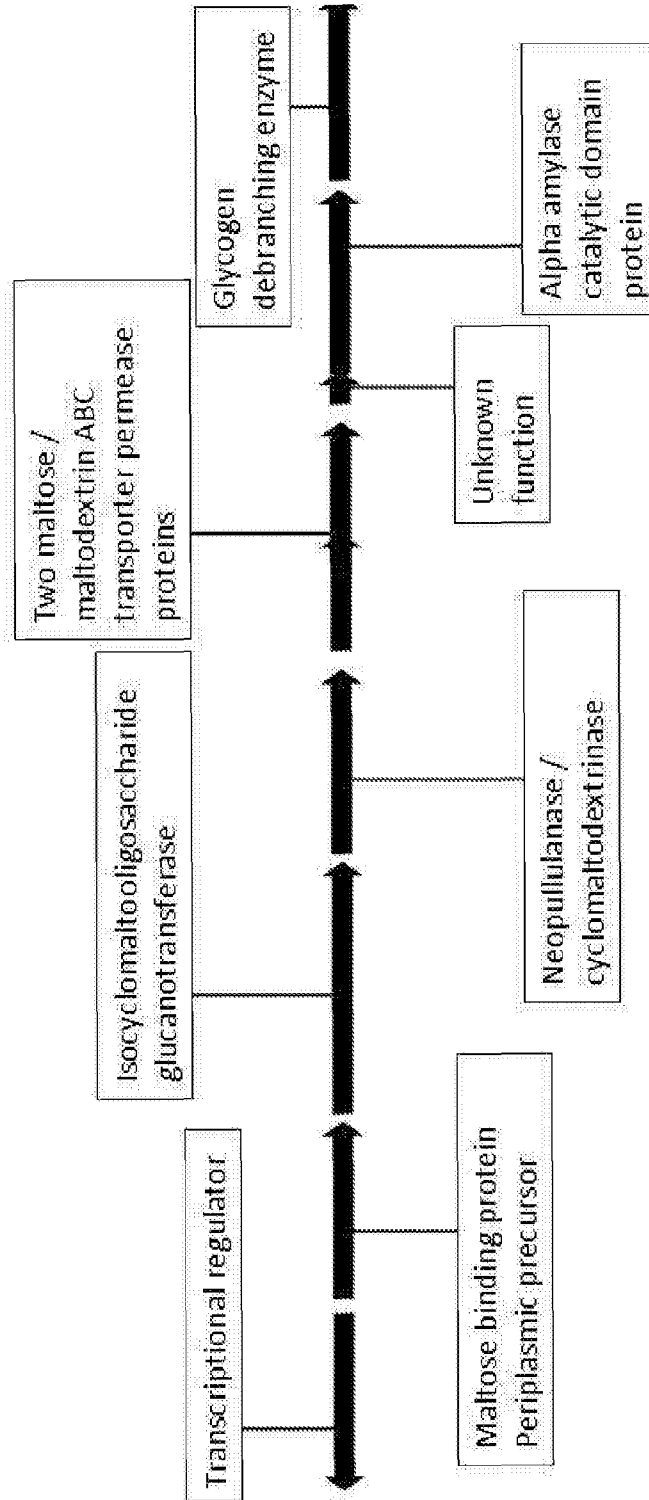 Transcriptional regulator
Maltose binding protein
Periplasmic precursor
Isocyclomaltooligosaccharide
glucanotransferase
Neopullulanase /
cyclomaltodextrinase
Two maltose /
maltodextrin ABC
transporter permease
proteins
Unknown
function
Glycogen
debranching enzyme
Alpha amylase
catalytic domain
protein